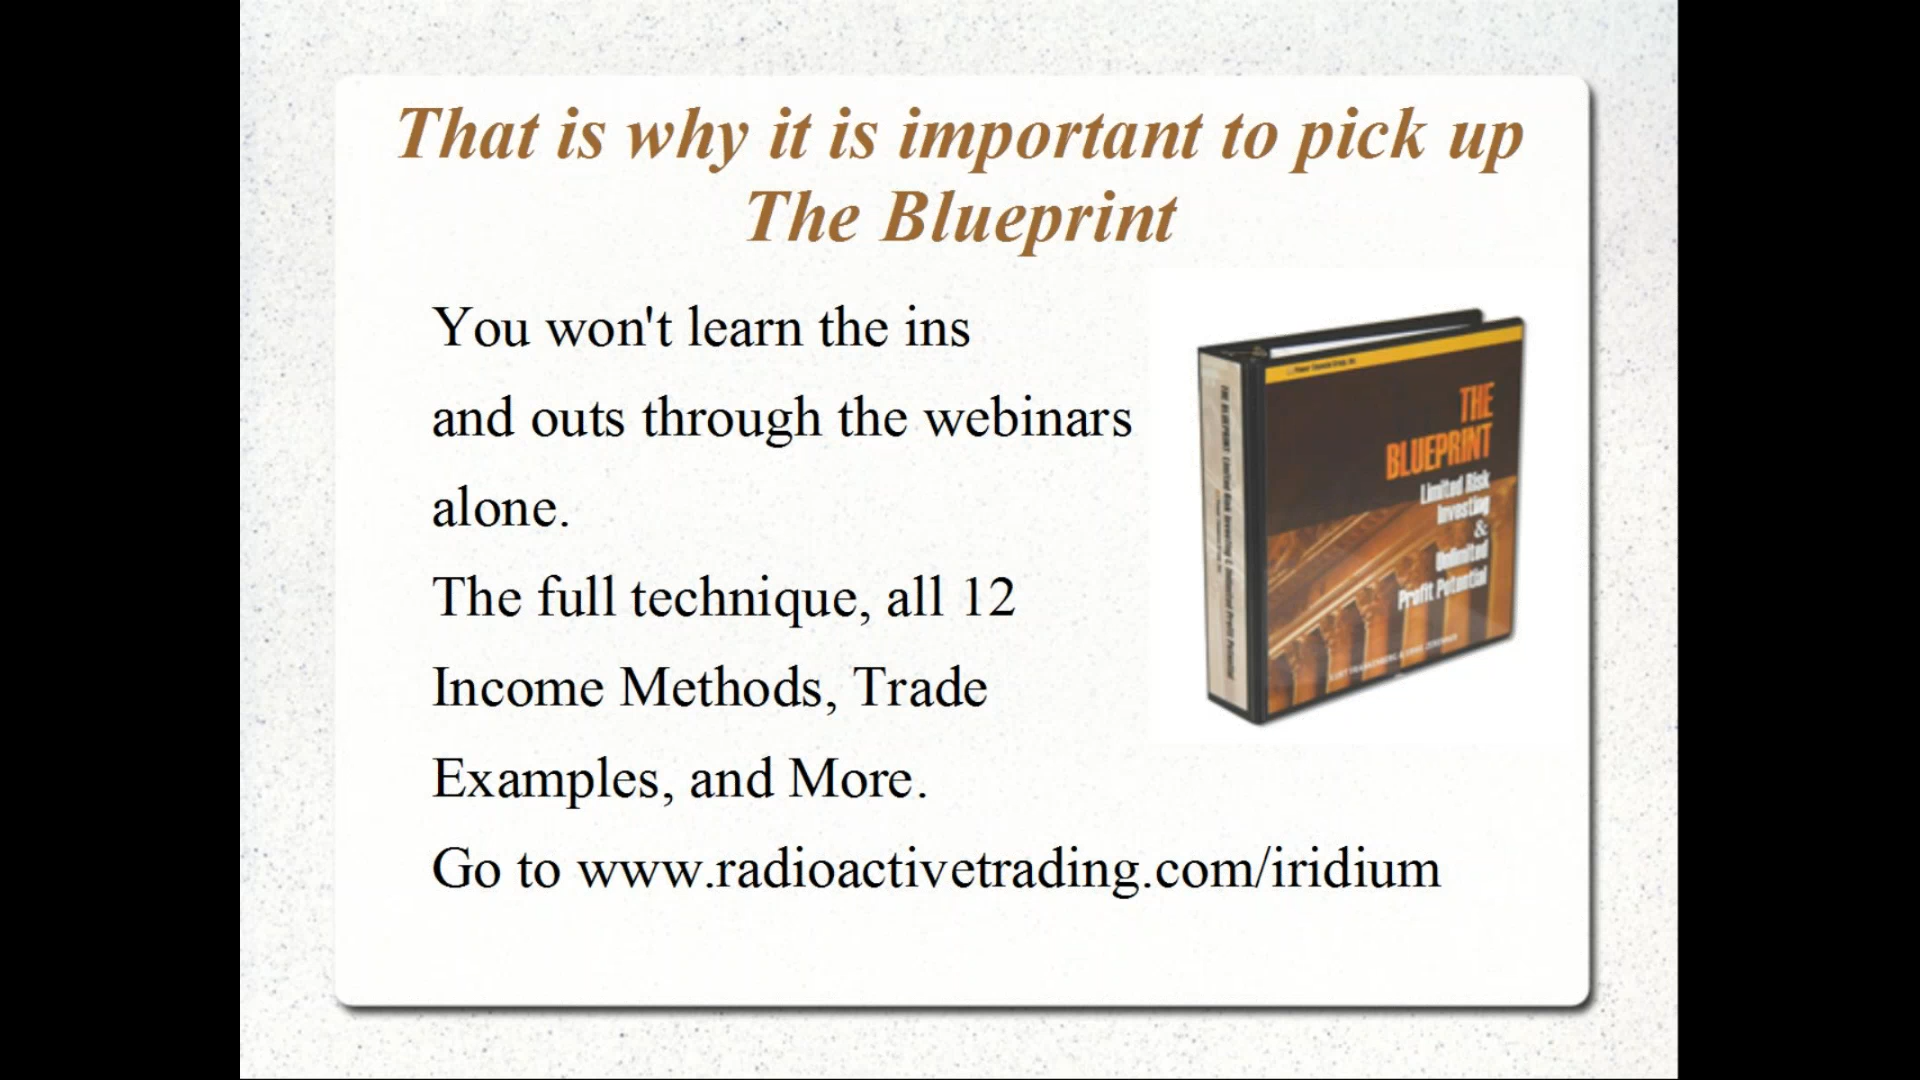 That is why it is important to pick up
The Blueprint
You won't learn the ins
and outs through the webinars
alone.
The full technique, all 12
Income Methods, Trade
Examples, and More.
Go to www.radioactivetrading.com/iridium
THE
BLUEPRINT
Limited Risk
Investing
&
Unlimited
Profit Potential